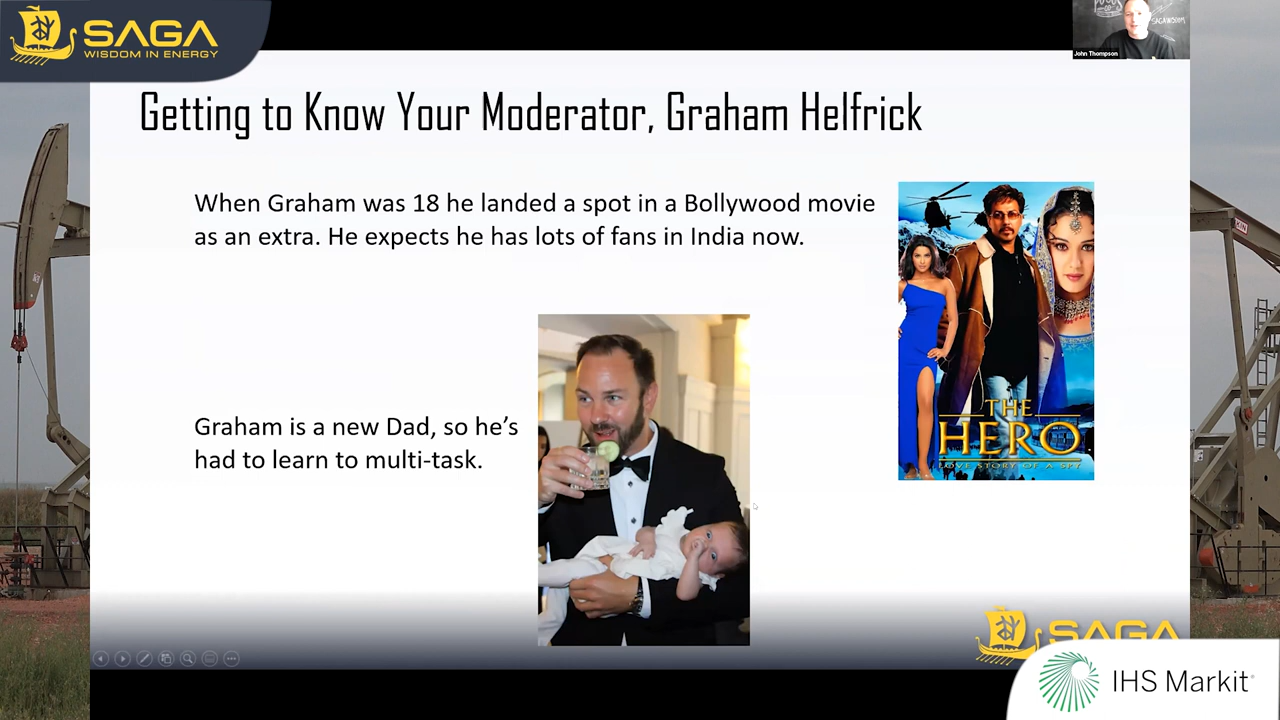 SAGA
WISDOM IN ENERGY
John Thompson
Getting to Know Your Moderator, Graham Helfrick
When Graham was 18 he landed a spot in a Bollywood movie
as an extra. He expects he has lots of fans in India now.
THE
HERO
LOVE STORY OF A SPY
Graham is a new Dad, so he's
had to learn to multi-task.
SAGA
IHS Markit